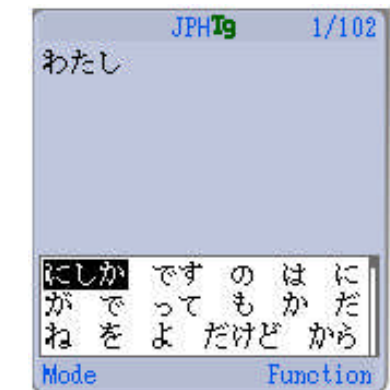 JPHT9 1/102
わたし
にしか です の は に
が で って も か だ
ね を よ だけど から
Mode Function